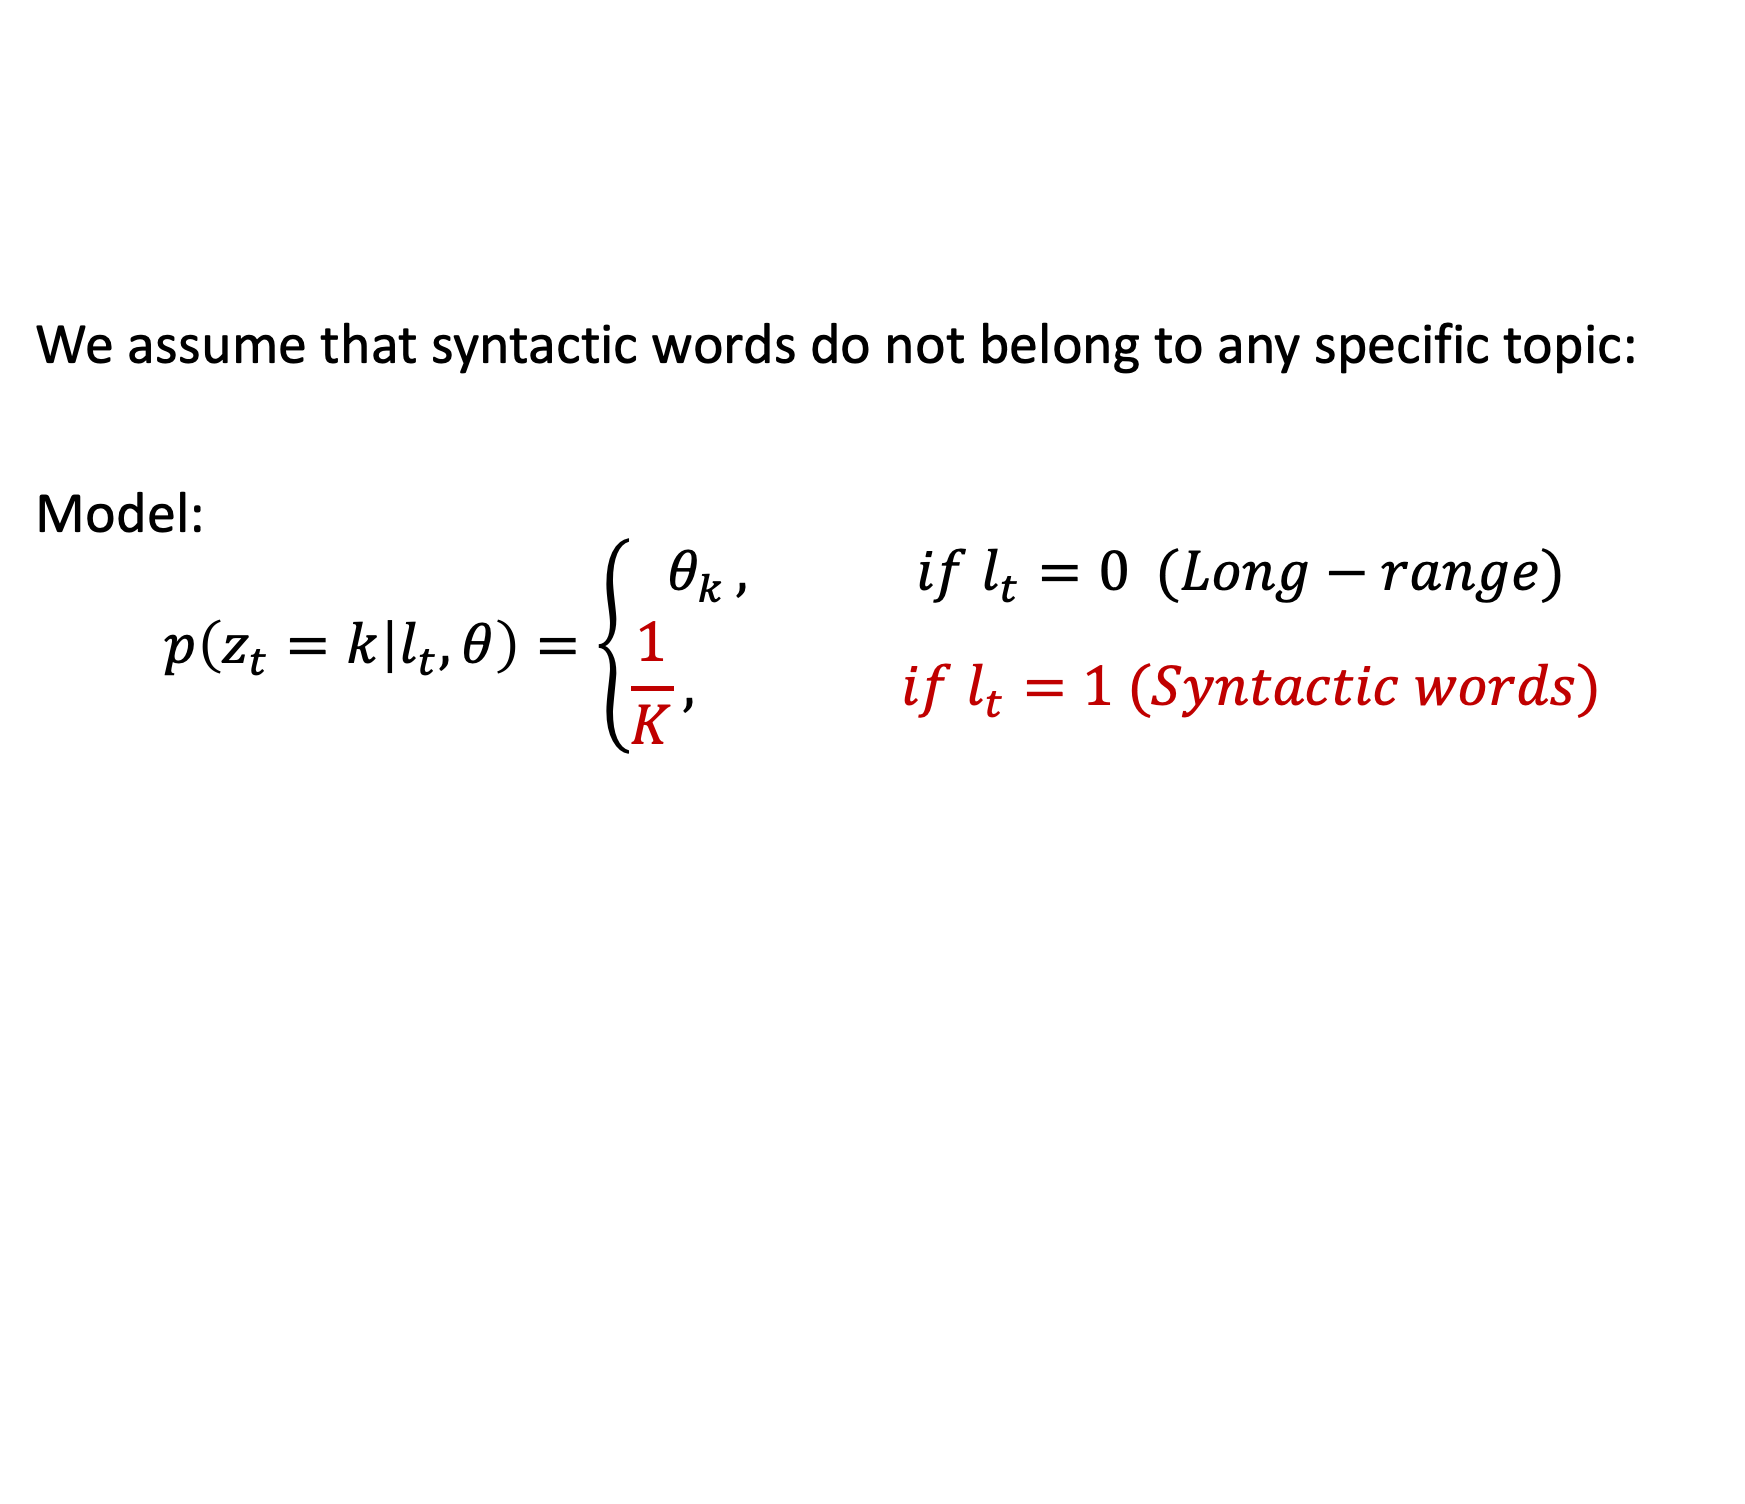 We assume that syntactic words do not belong to any specific topic:
Model:
p(z_t = k|l_t, θ) = { θ_k , if l_t = 0 (Long − range)
1/K , if l_t = 1 (Syntactic words)